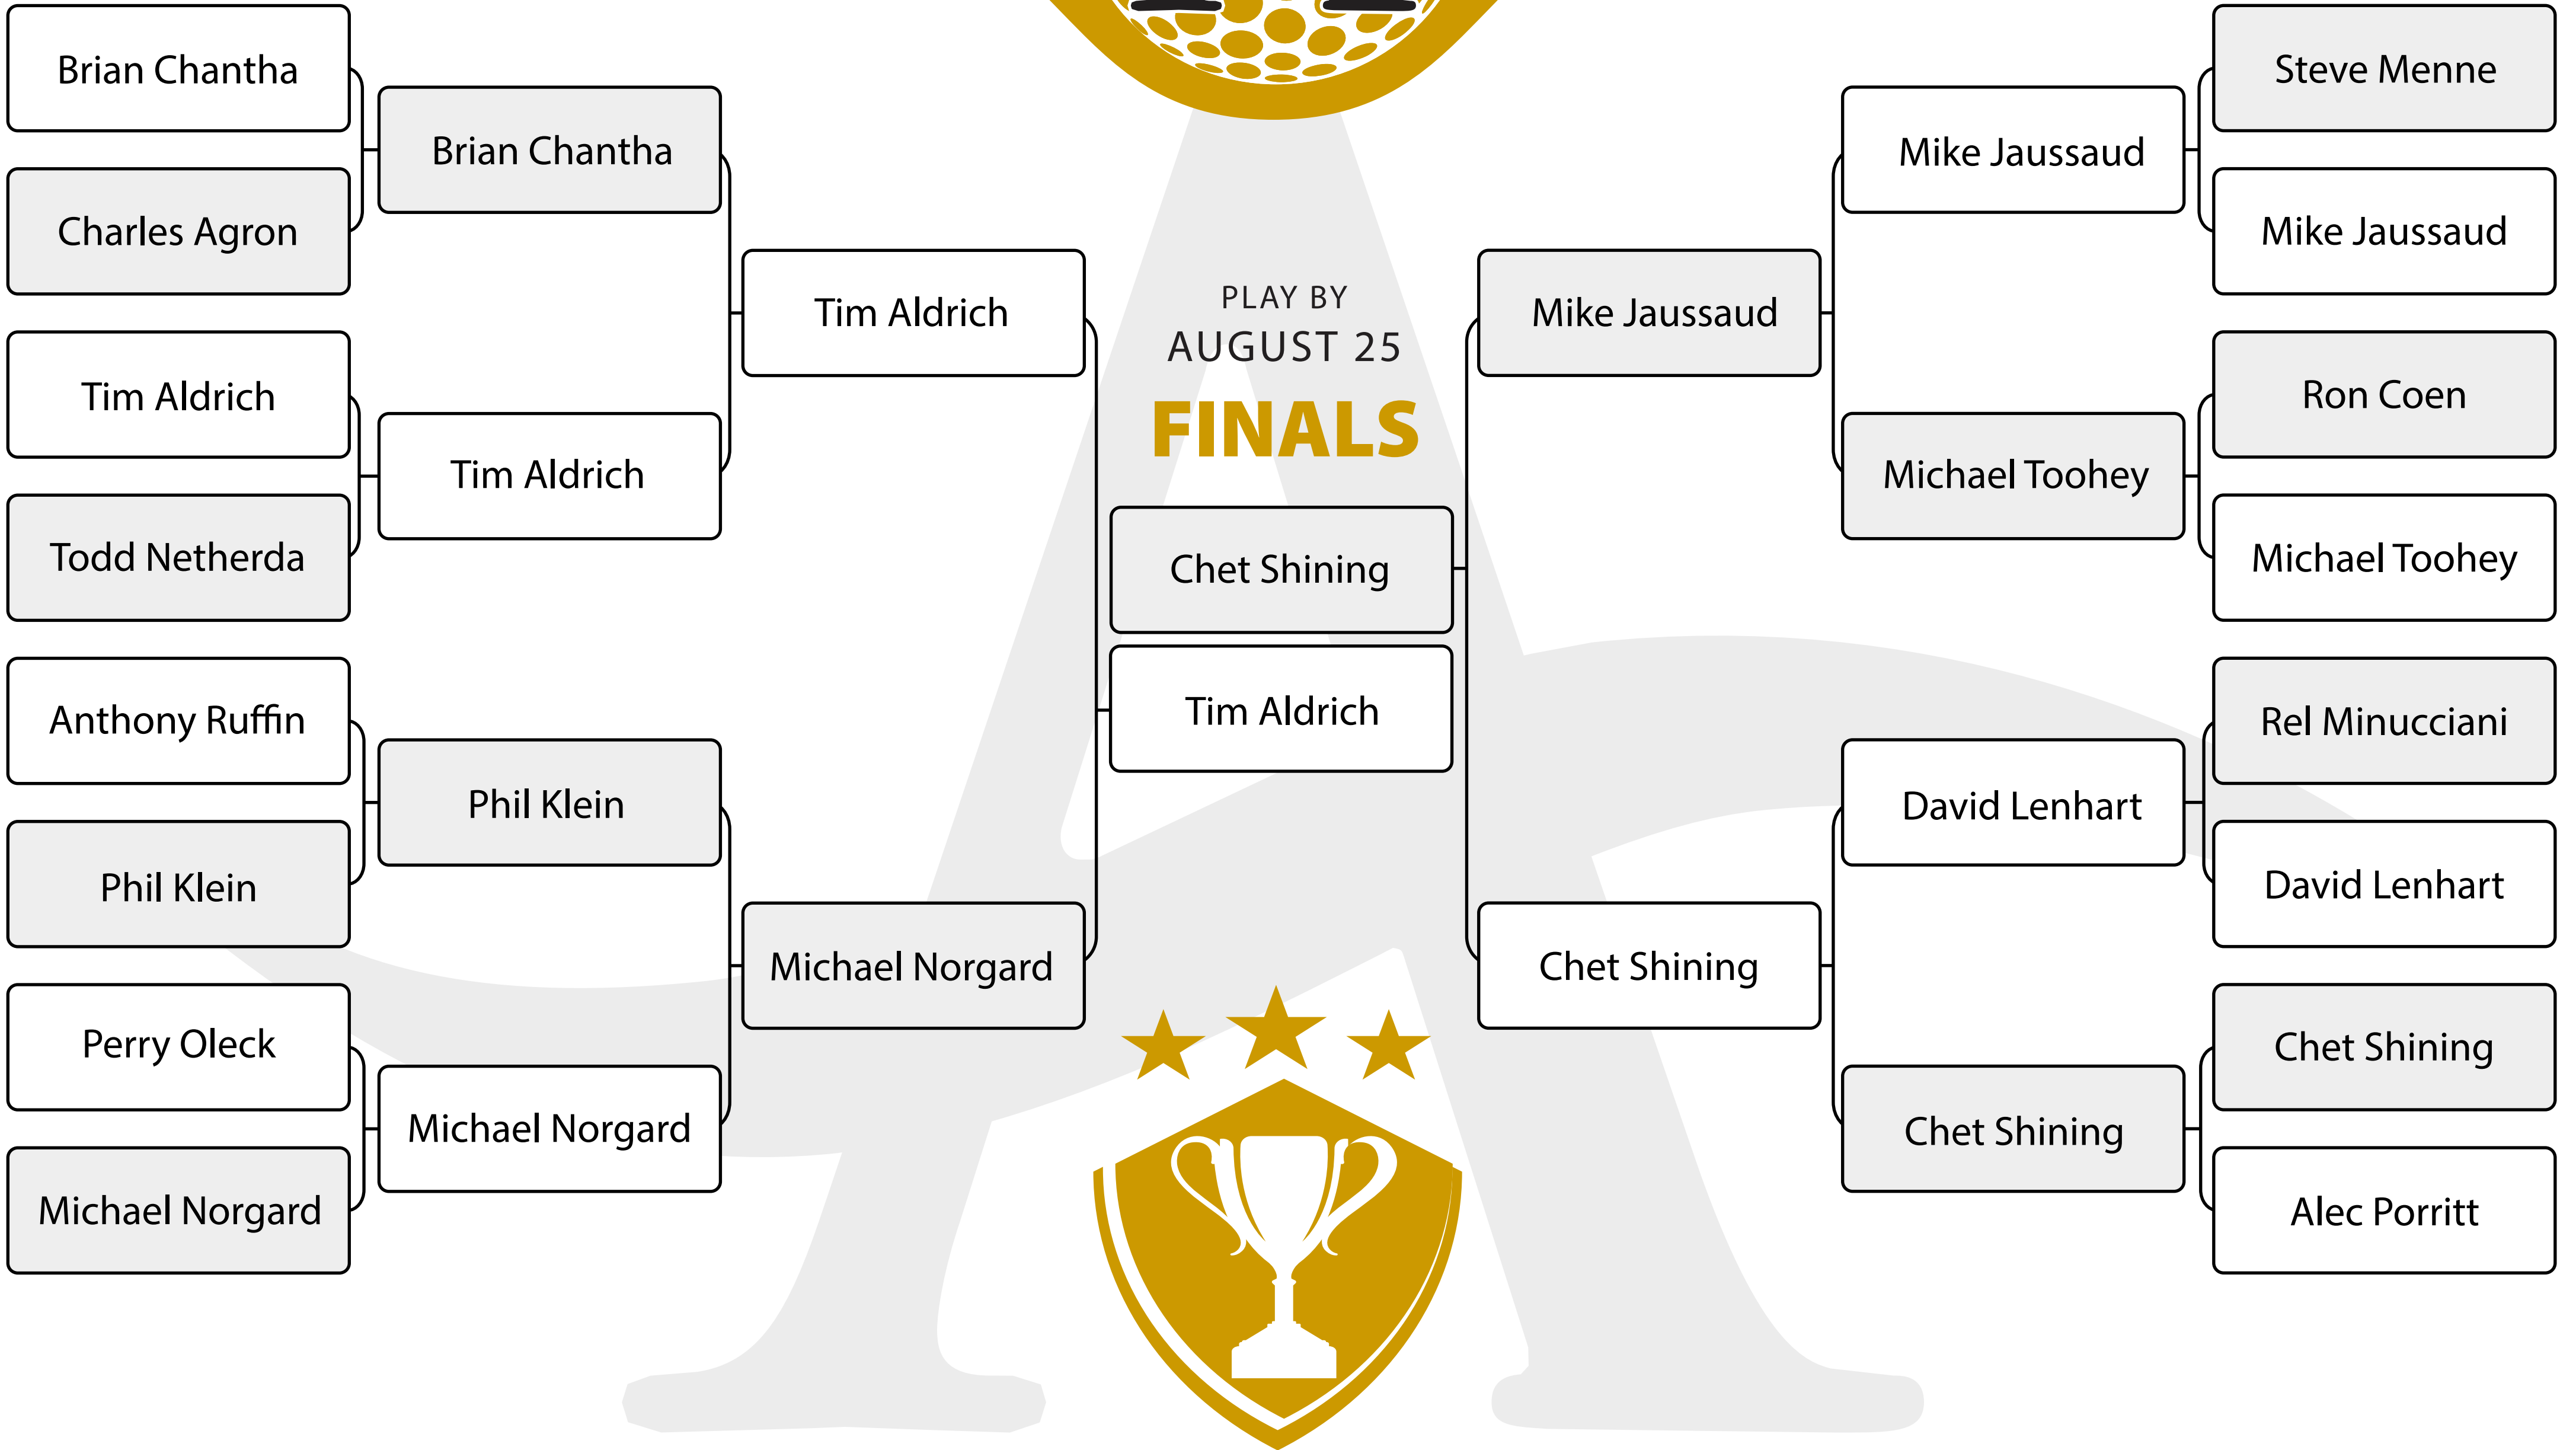 Brian Chantha
Charles Agron
Tim Aldrich
Todd Netherda
Anthony Ruffin
Phil Klein
Perry Oleck
Michael Norgard
Brian Chantha
Tim Aldrich
Phil Klein
Michael Norgard
Tim Aldrich
Michael Norgard
PLAY BY
AUGUST 25
FINALS
Chet Shining
Tim Aldrich
Mike Jaussaud
Chet Shining
Mike Jaussaud
Michael Toohey
David Lenhart
Chet Shining
Steve Menne
Mike Jaussaud
Ron Coen
Michael Toohey
Rel Minucciani
David Lenhart
Chet Shining
Alec Porritt